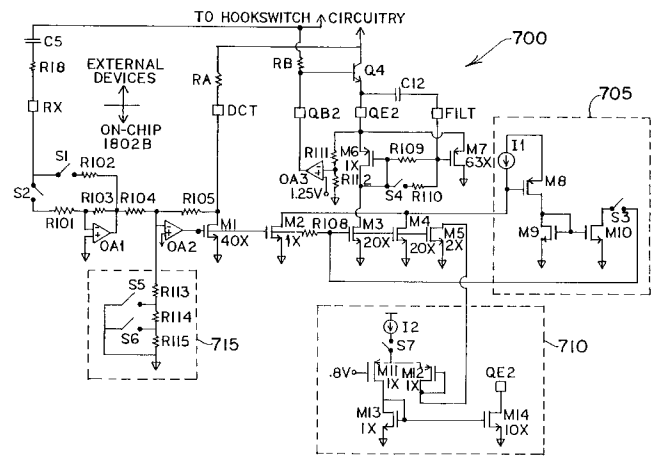 TO HOOKSWITCH CIRCUITRY
700
C5
R18
EXTERNAL DEVICES
RA
RB
Q4
C12
705
RX
ON-CHIP 1802B
DCT
QB2
QE2
FILT
S1
R102
S2
R101
R103
R104
R105
OA1
OA2
M1
40X
OA3
1.25V
R111
R112
M6
1X
R109
S4
R110
M7
63X
I1
M8
M9
M10
S3
M2
1X
R108
M3
20X
M4
20X
M5
2X
S5
S6
R113
R114
R115
715
I2
S7
710
.8V
M11
1X
M12
1X
QE2
M13
1X
M14
10X